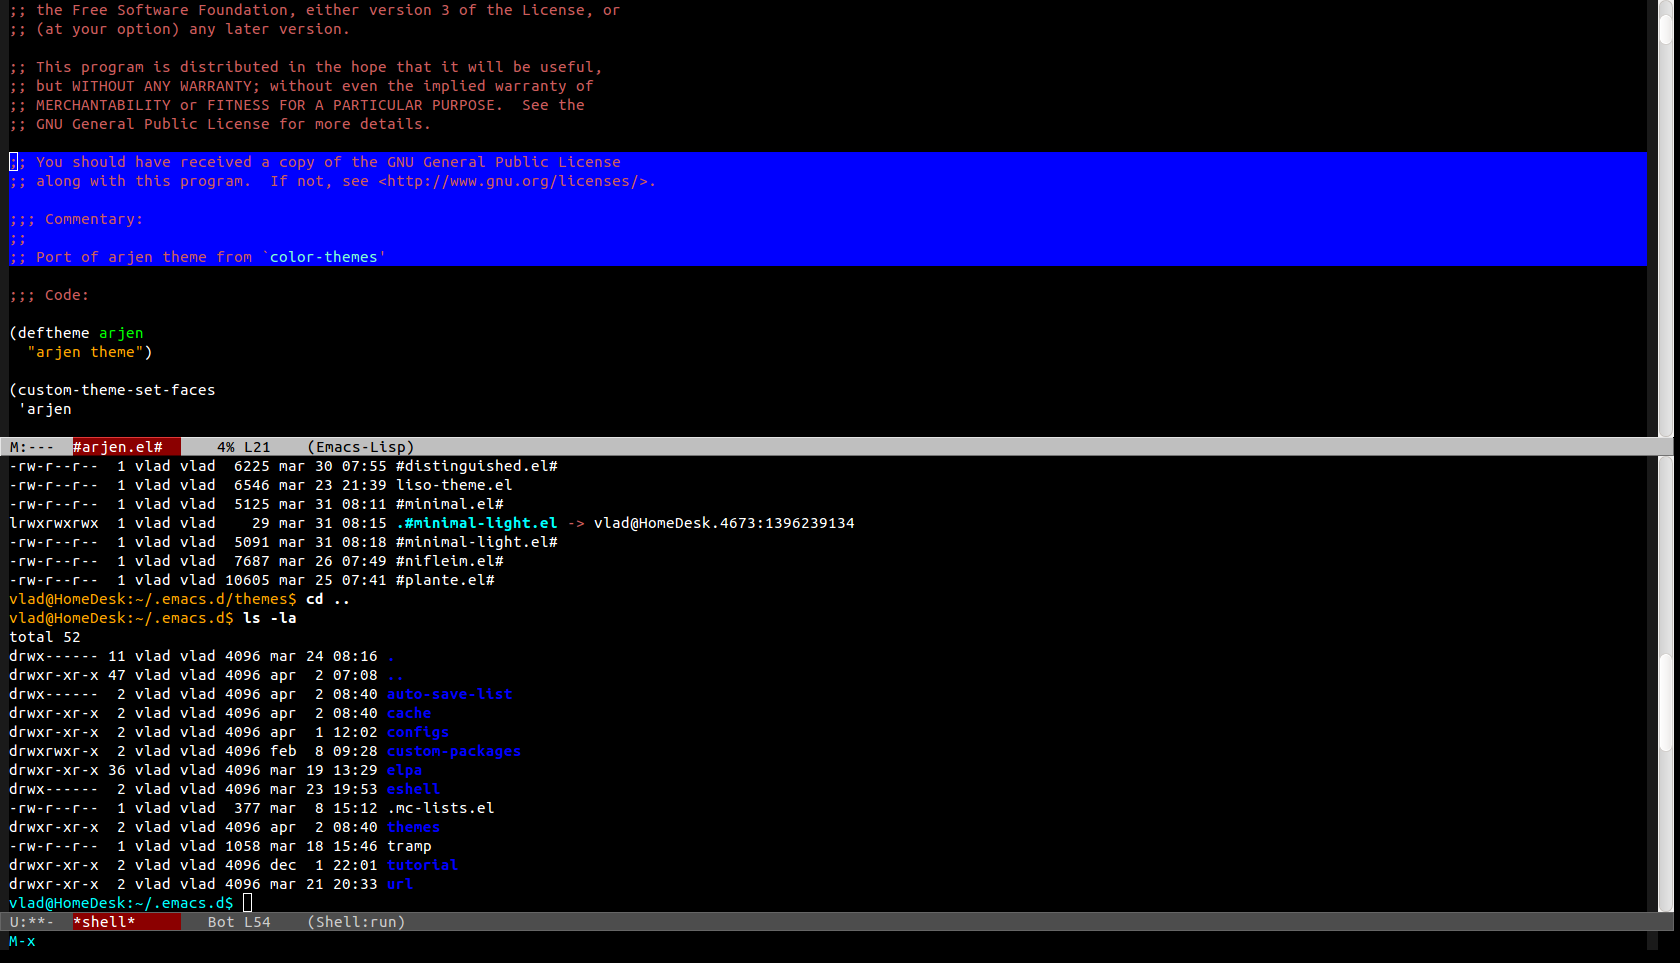 ;; the Free Software Foundation, either version 3 of the License, or
;; (at your option) any later version.
;; This program is distributed in the hope that it will be useful,
;; but WITHOUT ANY WARRANTY; without even the implied warranty of
;; MERCHANTABILITY or FITNESS FOR A PARTICULAR PURPOSE.  See the
;; GNU General Public License for more details.
;; You should have received a copy of the GNU General Public License
;; along with this program.  If not, see <http://www.gnu.org/licenses/>.
;;; Commentary:
;;
;; Port of arjen theme from `color-themes'
;;; Code:
(deftheme arjen
  "arjen theme")
(custom-theme-set-faces
 'arjen
M:---  #arjen.el#      4% L21    (Emacs-Lisp)
-rw-r--r--  1 vlad vlad  6225 mar 30 07:55 #distinguished.el#
-rw-r--r--  1 vlad vlad  6546 mar 23 21:39 liso-theme.el
-rw-r--r--  1 vlad vlad  5125 mar 31 08:11 #minimal.el#
lrwxrwxrwx  1 vlad vlad    29 mar 31 08:15 .#minimal-light.el -> vlad@HomeDesk.4673:1396239134
-rw-r--r--  1 vlad vlad  5091 mar 31 08:18 #minimal-light.el#
-rw-r--r--  1 vlad vlad  7687 mar 26 07:49 #nifleim.el#
-rw-r--r--  1 vlad vlad 10605 mar 25 07:41 #plante.el#
vlad@HomeDesk:~/.emacs.d/themes$ cd ..
vlad@HomeDesk:~/.emacs.d$ ls -la
total 52
drwx------ 11 vlad vlad 4096 mar 24 08:16 .
drwxr-xr-x 47 vlad vlad 4096 apr  2 07:08 ..
drwx------  2 vlad vlad 4096 apr  2 08:40 auto-save-list
drwxr-xr-x  2 vlad vlad 4096 apr  2 08:40 cache
drwxr-xr-x  2 vlad vlad 4096 apr  1 12:02 configs
drwxrwxr-x  2 vlad vlad 4096 feb  8 09:28 custom-packages
drwxr-xr-x 36 vlad vlad 4096 mar 19 13:29 elpa
drwx------  2 vlad vlad 4096 mar 23 19:53 eshell
-rw-r--r--  1 vlad vlad  377 mar  8 15:12 .mc-lists.el
drwxr-xr-x  2 vlad vlad 4096 apr  2 08:40 themes
-rw-r--r--  1 vlad vlad 1058 mar 18 15:46 tramp
drwxr-xr-x  2 vlad vlad 4096 dec  1 22:01 tutorial
drwxr-xr-x  2 vlad vlad 4096 mar 21 20:33 url
vlad@HomeDesk:~/.emacs.d$
U:**-  *shell*        Bot L54    (Shell:run)
M-x